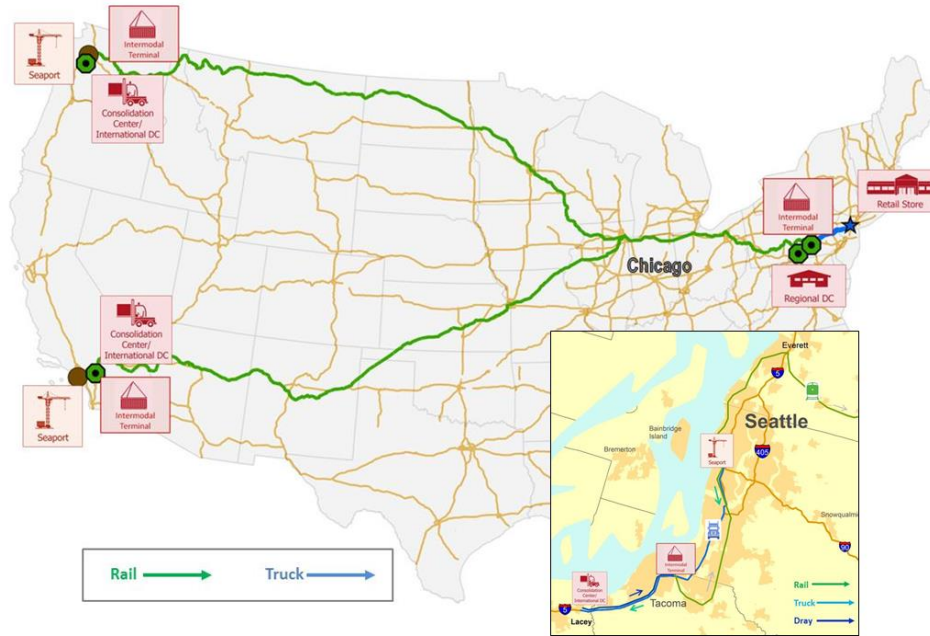 Seaport
Intermodal
Terminal
Consolidation
Center/
International DC
Intermodal
Terminal
Retail Store
Regional DC
Chicago
Consolidation
Center/
International DC
Intermodal
Terminal
Seaport
Rail
Truck
Everett
5
Seattle
Bainbridge
Island
Bremerton
Seaport
405
Snowqualmi
90
Intermodal
Terminal
Consolidation
Center/
International DC
Tacoma
5
Lacey
Rail
Truck
Dray